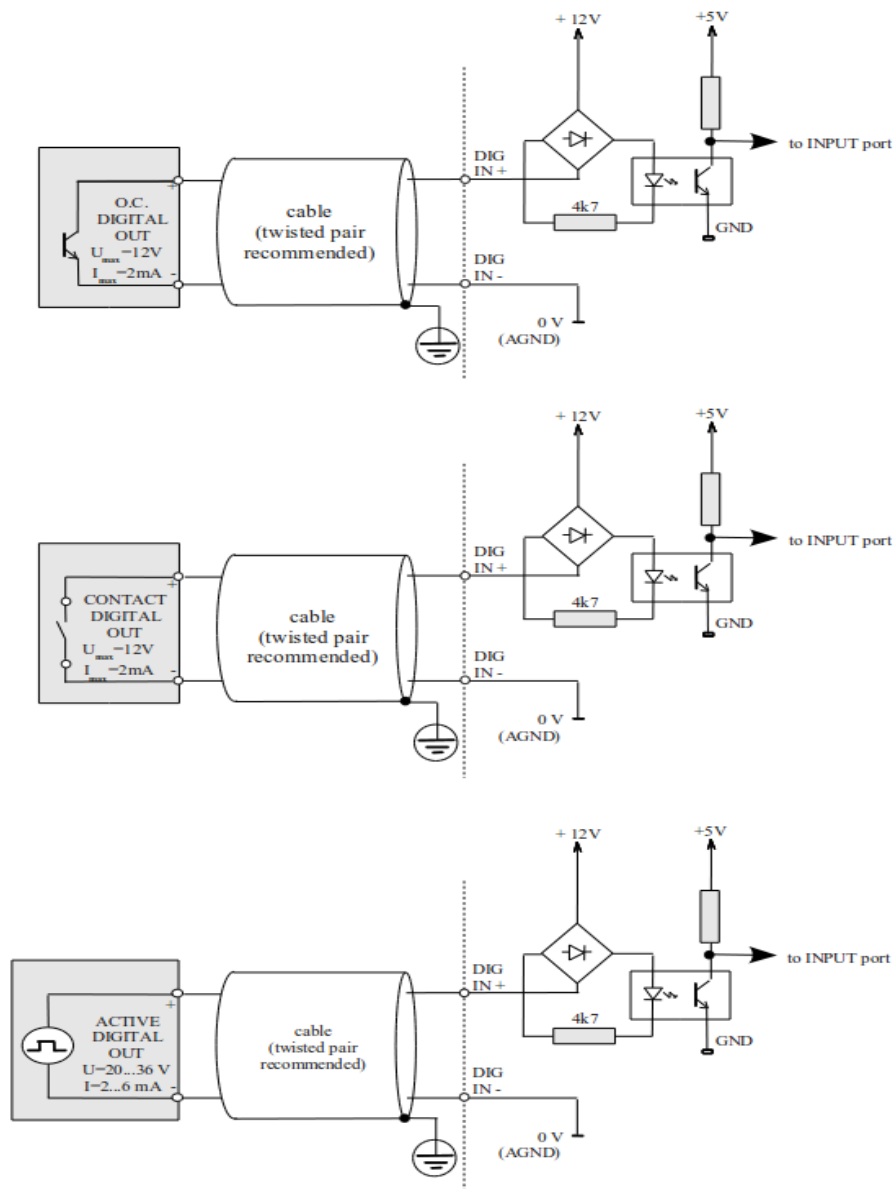 + 12V
+5V
to INPUT port
DIG
IN +
+
O.C.
DIGITAL
OUT
Umax=12V
Imax=2mA -
cable
(twisted pair
recommended)
4k7
GND
DIG
IN -
0 V
(AGND)
+ 12V
+5V
to INPUT port
DIG
IN +
+
CONTACT
DIGITAL
OUT
Umax=12V
Imax=2mA -
cable
(twisted pair
recommended)
4k7
GND
DIG
IN -
0 V
(AGND)
+ 12V
+5V
to INPUT port
DIG
IN +
+
ACTIVE
DIGITAL
OUT
U=20...36 V
I=2...6 mA -
cable
(twisted pair
recommended)
4k7
GND
DIG
IN -
0 V
(AGND)